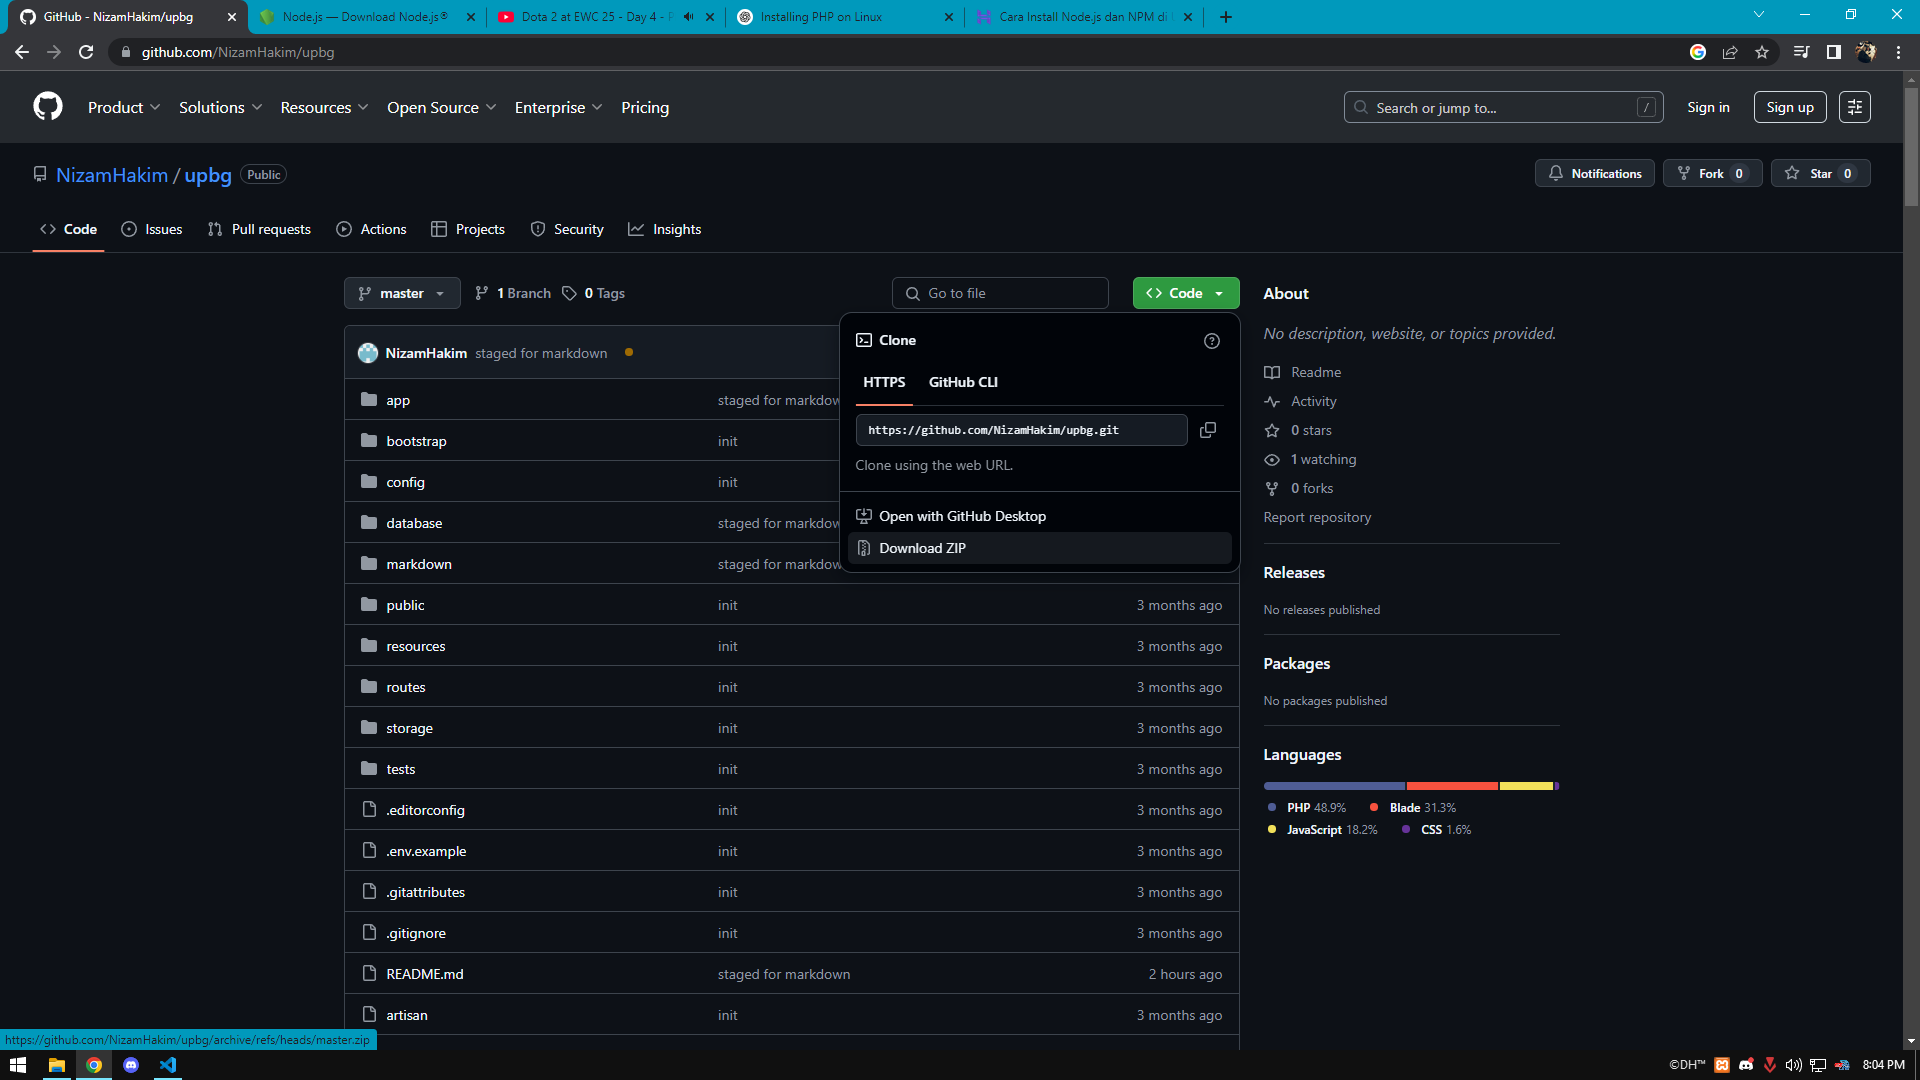 GitHub - NizamHakim/upbg
Node.js — Download Node.js®
Dota 2 at EWC 25 - Day 4 -
Installing PHP on Linux
Cara Install Node.js dan NPM di
github.com/NizamHakim/upbg
Product
Solutions
Resources
Open Source
Enterprise
Pricing
Search or jump to...
/
Sign in
Sign up
NizamHakim / upbg
Public
Notifications
Fork 0
Star 0
Code
Issues
Pull requests
Actions
Projects
Security
Insights
master
1 Branch
0 Tags
Go to file
Code
NizamHakim staged for markdown
app staged for markdow
bootstrap init
config init
database staged for markdow
markdown staged for markdow
public init 3 months ago
resources init 3 months ago
routes init 3 months ago
storage init 3 months ago
tests init 3 months ago
.editorconfig init 3 months ago
.env.example init 3 months ago
.gitattributes init 3 months ago
.gitignore init 3 months ago
README.md staged for markdown 2 hours ago
artisan init 3 months ago
Clone
HTTPS
GitHub CLI
https://github.com/NizamHakim/upbg.git
Clone using the web URL.
Open with GitHub Desktop
Download ZIP
About
No description, website, or topics provided.
Readme
Activity
0 stars
1 watching
0 forks
Report repository
Releases
No releases published
Packages
No packages published
Languages
PHP 48.9%
Blade 31.3%
JavaScript 18.2%
CSS 1.6%
https://github.com/NizamHakim/upbg/archive/refs/heads/master.zip
©DH™
8:04 PM